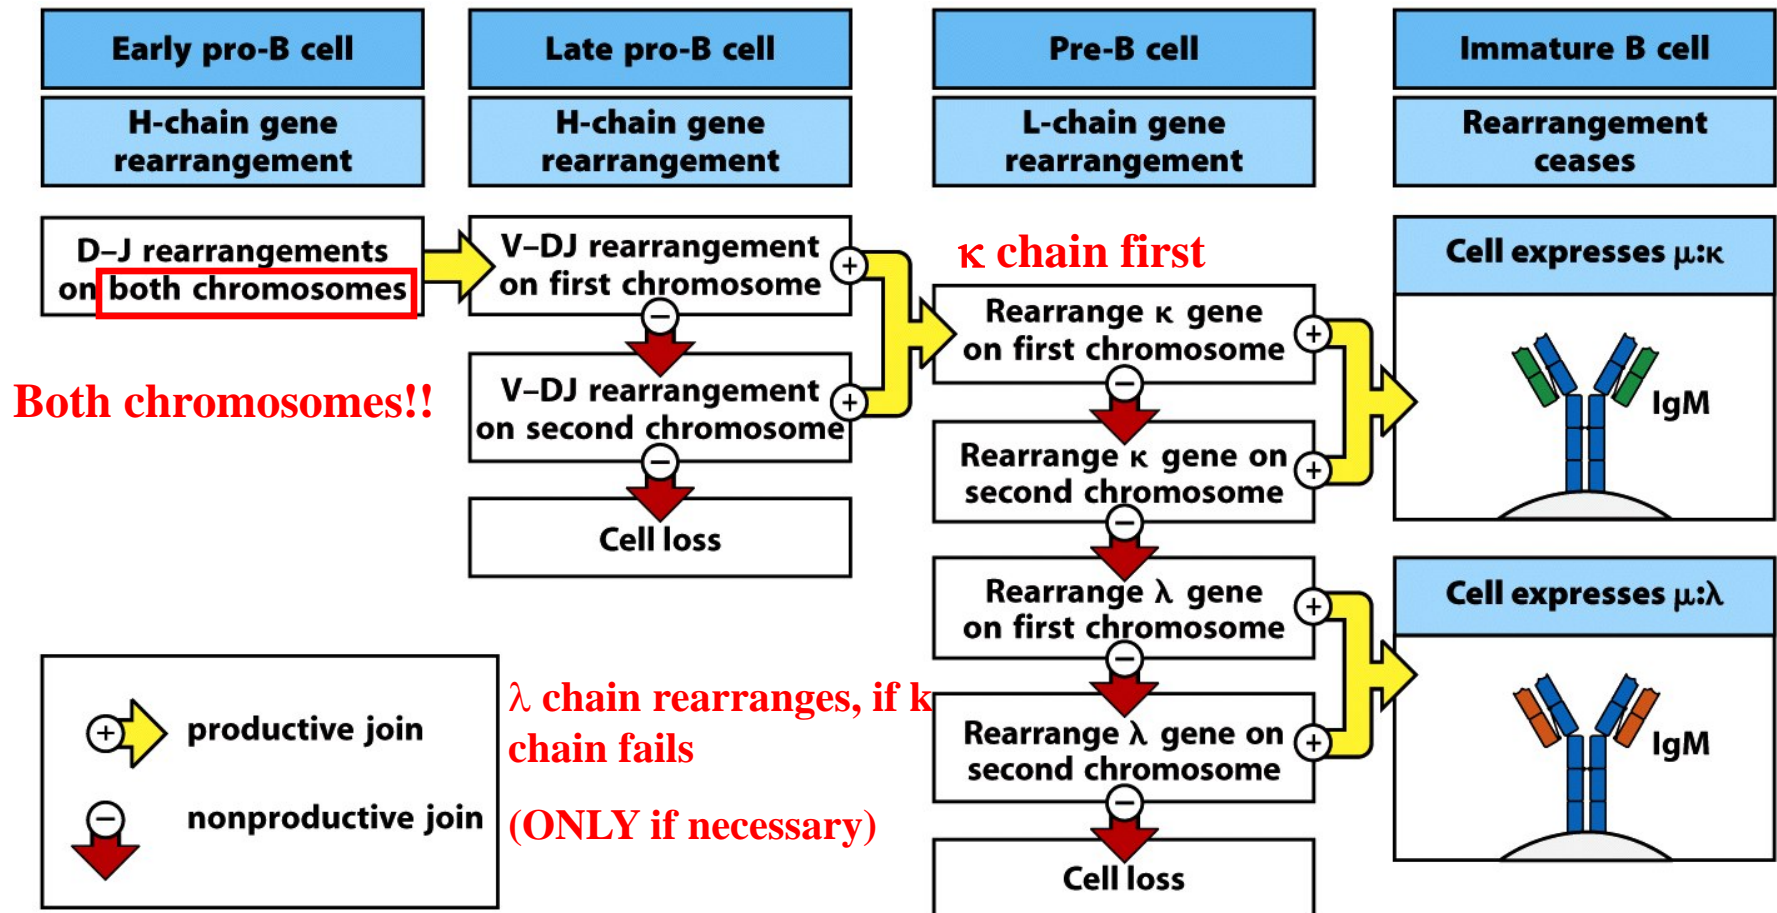 Early pro-B cell
H-chain gene
rearrangement
D–J rearrangements
on both chromosomes
Both chromosomes!!
Late pro-B cell
H-chain gene
rearrangement
V–DJ rearrangement
on first chromosome
+
−
V–DJ rearrangement
on second chromosome
+
−
Cell loss
Pre-B cell
L-chain gene
rearrangement
κ chain first
Rearrange κ gene
on first chromosome
+
−
Rearrange κ gene on
second chromosome
+
−
Rearrange λ gene
on first chromosome
+
−
Rearrange λ gene on
second chromosome
+
−
Cell loss
Immature B cell
Rearrangement
ceases
Cell expresses μ:κ
IgM
Cell expresses μ:λ
IgM
+ productive join
− nonproductive join
λ chain rearranges, if k
chain fails
(ONLY if necessary)